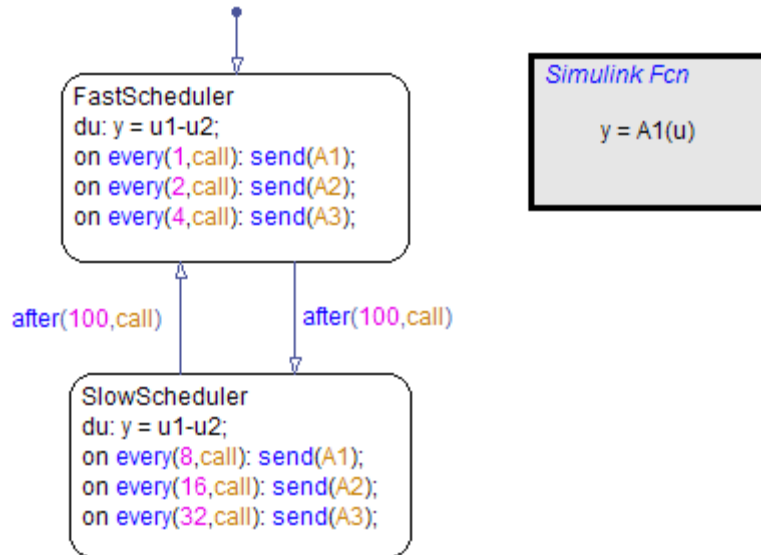 FastScheduler
du: y = u1-u2;
on every(1,call): send(A1);
on every(2,call): send(A2);
on every(4,call): send(A3);
Simulink Fcn
y = A1(u)
after(100,call)
after(100,call)
SlowScheduler
du: y = u1-u2;
on every(8,call): send(A1);
on every(16,call): send(A2);
on every(32,call): send(A3);